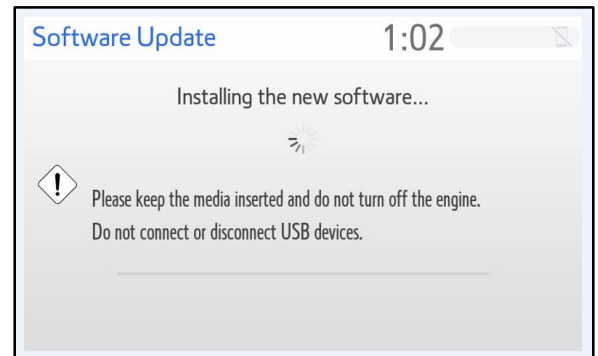 Software Update 1:02
Installing the new software...
!
Please keep the media inserted and do not turn off the engine.
Do not connect or disconnect USB devices.